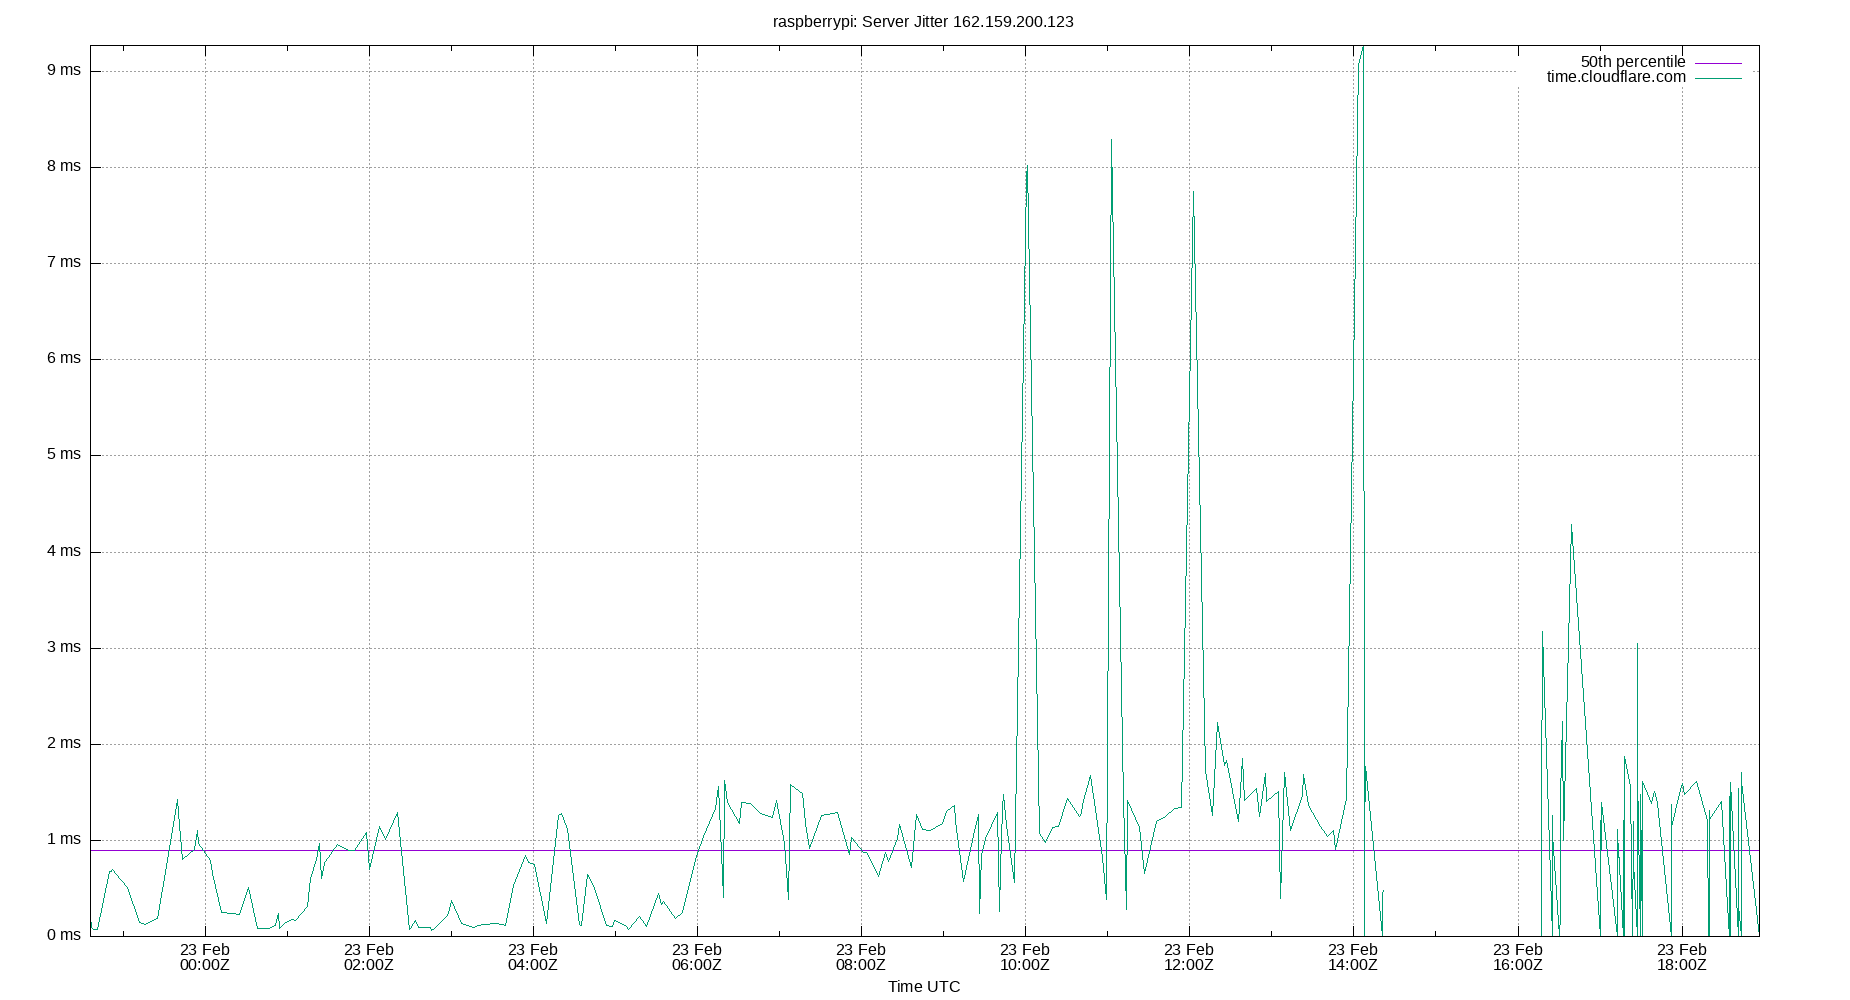 raspberrypi: Server Jitter 162.159.200.123
50th percentile
time.cloudflare.com
9 ms
8 ms
7 ms
6 ms
5 ms
4 ms
3 ms
2 ms
1 ms
0 ms
23 Feb 23 Feb 23 Feb 23 Feb 23 Feb 23 Feb 23 Feb 23 Feb 23 Feb 23 Feb
00:00Z 02:00Z 04:00Z 06:00Z 08:00Z 10:00Z 12:00Z 14:00Z 16:00Z 18:00Z
Time UTC